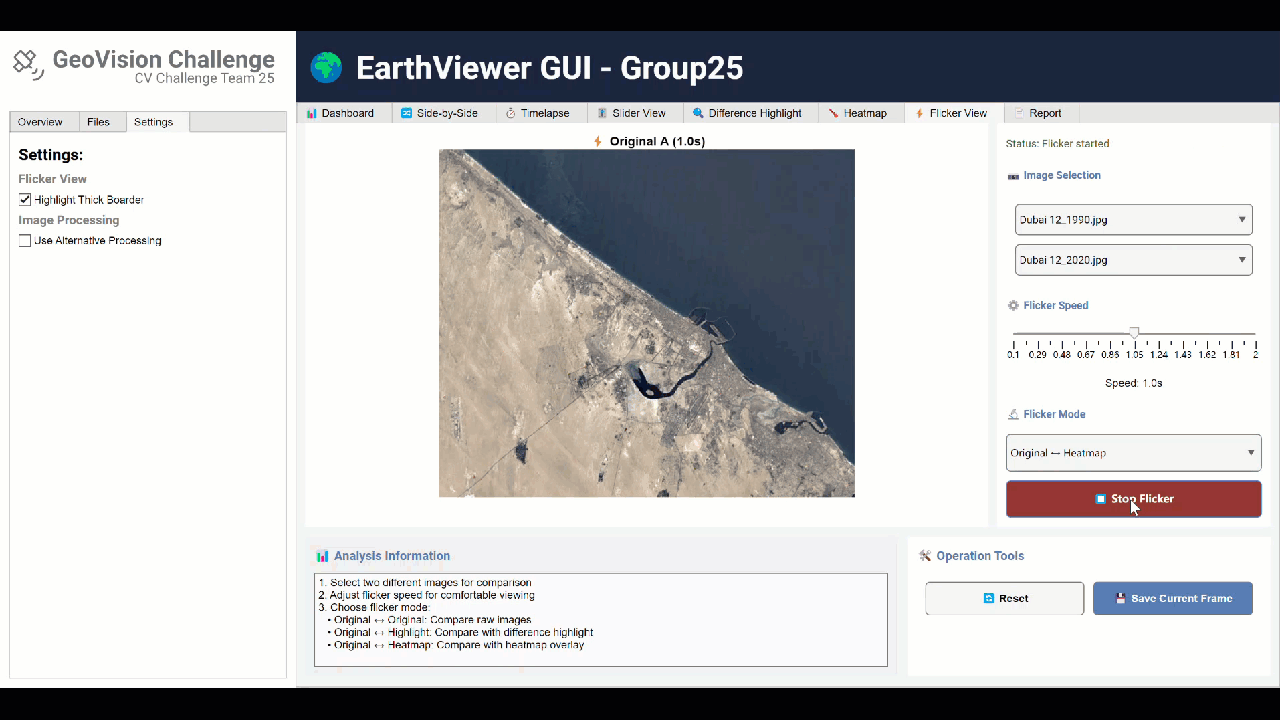 GeoVision Challenge
CV Challenge Team 25
EarthViewer GUI - Group25
Overview
Files
Settings
Dashboard
Side-by-Side
Timelapse
Slider View
Difference Highlight
Heatmap
Flicker View
Report
Settings:
Flicker View
Highlight Thick Boarder
Image Processing
Use Alternative Processing
Original A (1.0s)
Status: Flicker started
Image Selection
Dubai 12_1990.jpg
Dubai 12_2020.jpg
Flicker Speed
0.1 0.29 0.48 0.67 0.86 1.05 1.24 1.43 1.62 1.81 2
Speed: 1.0s
Flicker Mode
Original ↔ Heatmap
Stop Flicker
Analysis Information
1. Select two different images for comparison
2. Adjust flicker speed for comfortable viewing
3. Choose flicker mode:
• Original ↔ Original: Compare raw images
• Original ↔ Highlight: Compare with difference highlight
• Original ↔ Heatmap: Compare with heatmap overlay
Operation Tools
Reset
Save Current Frame